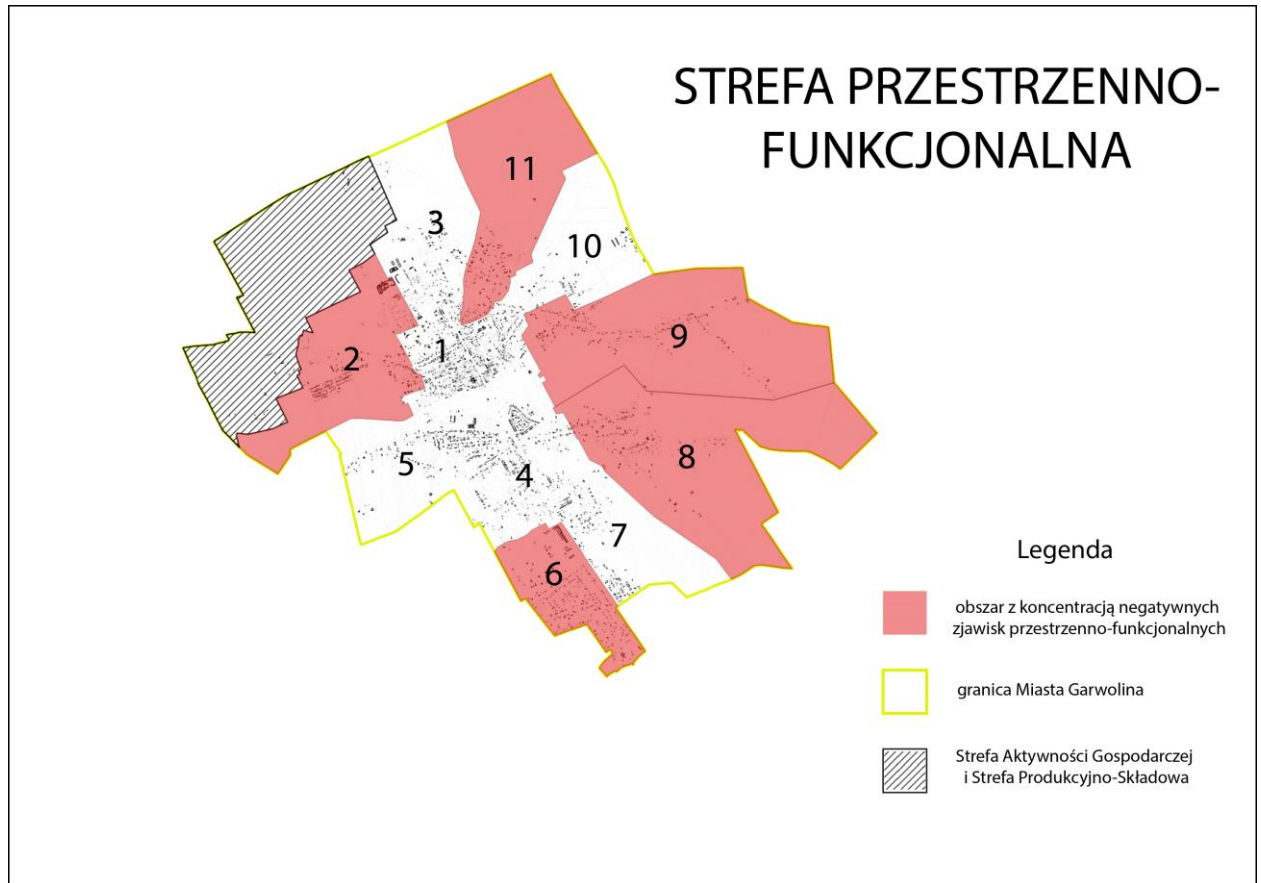 STREFA PRZESTRZENNO-
FUNKCJONALNA
11
3
10
2
1
9
5
4
8
7
6
Legenda
obszar z koncentracją negatywnych
zjawisk przestrzenno-funkcjonalnych
granica Miasta Garwolina
Strefa Aktywności Gospodarczej
i Strefa Produkcyjno-Składowa